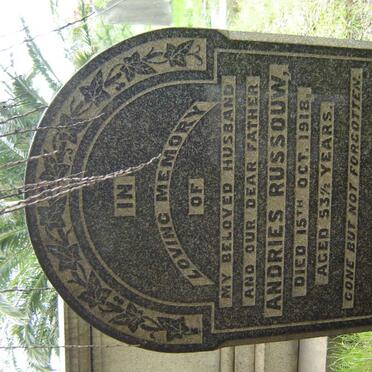 IN
LOVING MEMORY
OF
MY BELOVED HUSBAND
AND OUR DEAR FATHER
ANDRIES RUSSOUW,
DIED 15TH OCT. 1918,
AGED 53½ YEARS.
GONE BUT NOT FORGOTTEN.